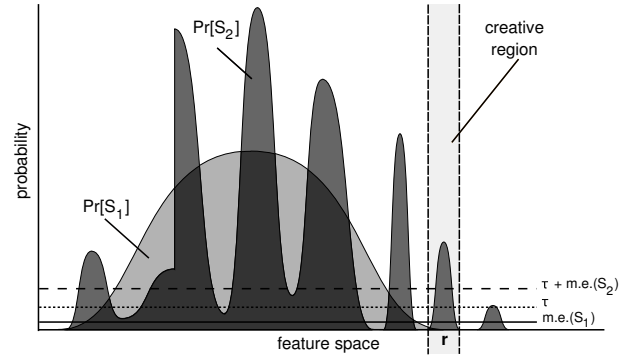 Pr[S2]
creative
region
probability
Pr[S1]
τ + m.e.(S2)
τ
m.e.(S1)
feature space
r